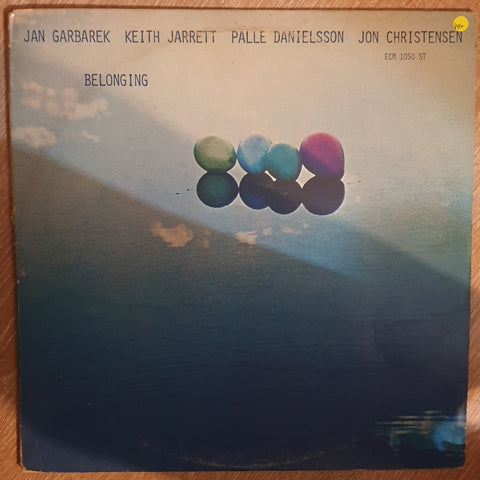 JAN GARBAREK KEITH JARRETT PALLE DANIELSSON JON CHRISTENSEN
ECM 1050 ST
BELONGING